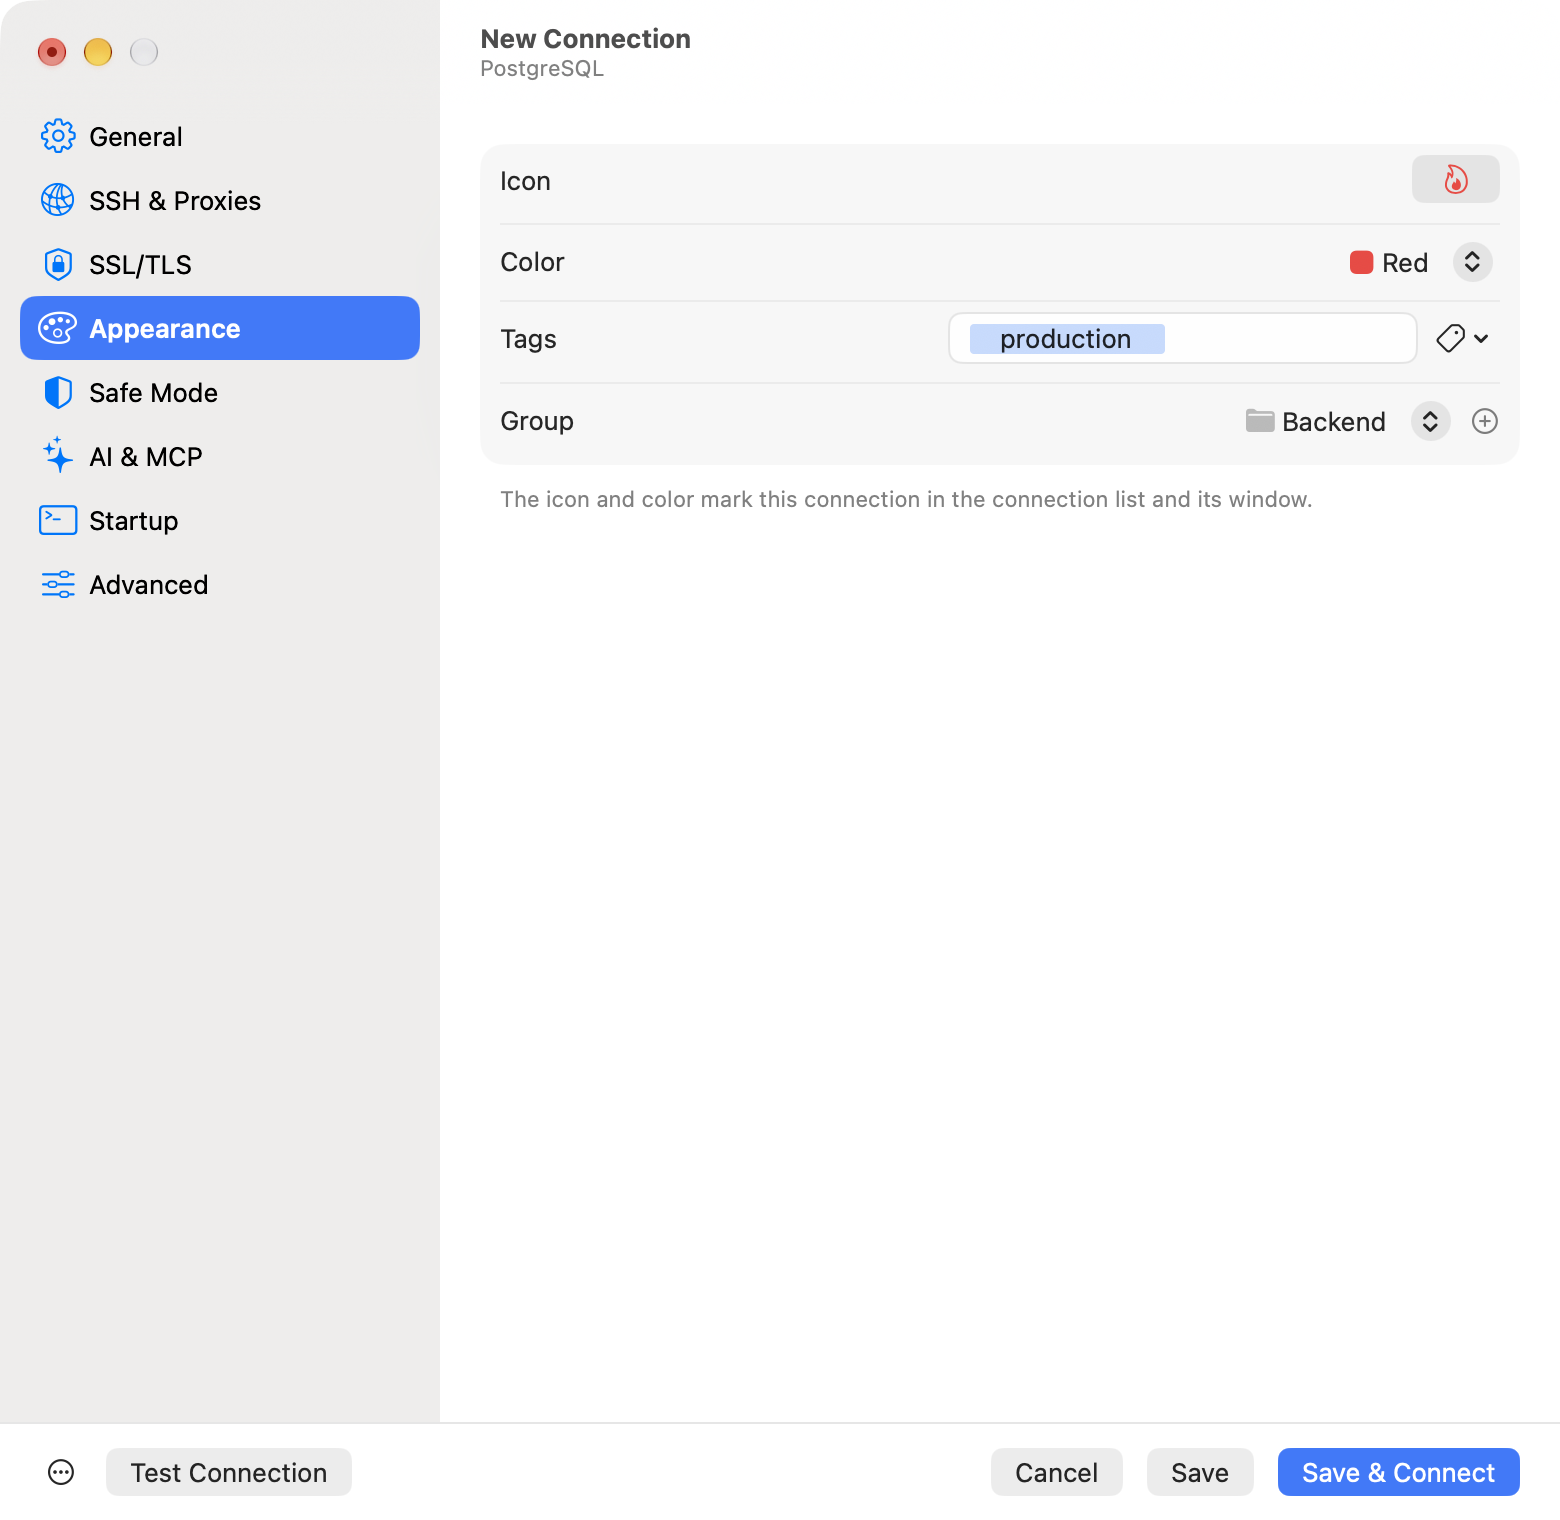 New Connection
PostgreSQL
General
SSH & Proxies
SSL/TLS
Appearance
Safe Mode
AI & MCP
Startup
Advanced
Icon
Color
Red
Tags
production
Group
Backend
The icon and color mark this connection in the connection list and its window.
Test Connection
Cancel
Save
Save & Connect